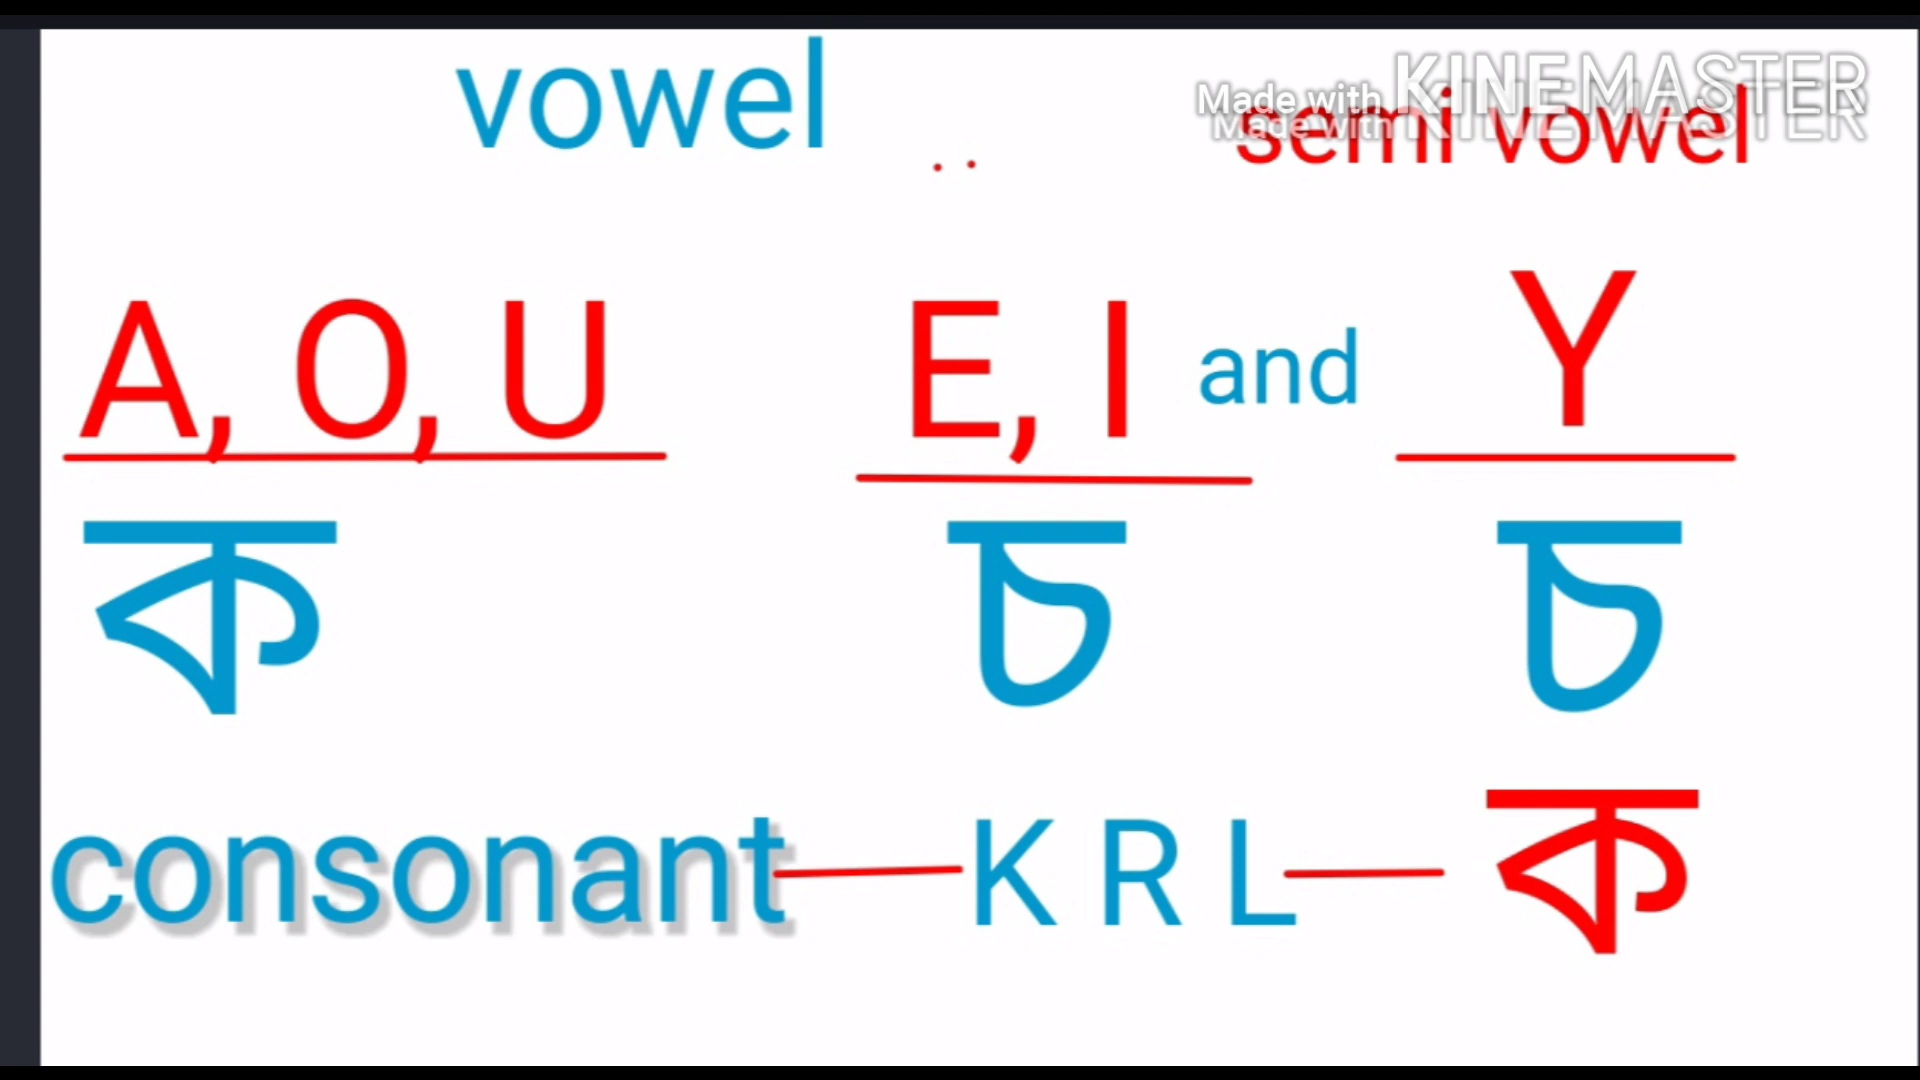 vowel
Made with KINEMASTER
semi vowel
A, O, U E, I and Y
ক চ চ
consonant K R L ক